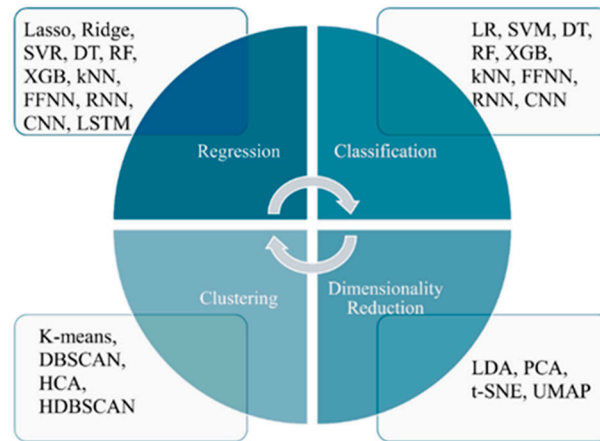 Lasso, Ridge,
SVR, DT, RF,
XGB, kNN,
FFNN, RNN,
CNN, LSTM
LR, SVM, DT,
RF, XGB,
kNN, FFNN,
RNN, CNN
Regression
Classification
Clustering
Dimensionality
Reduction
K-means,
DBSCAN,
HCA,
HDBSCAN
LDA, PCA,
t-SNE, UMAP